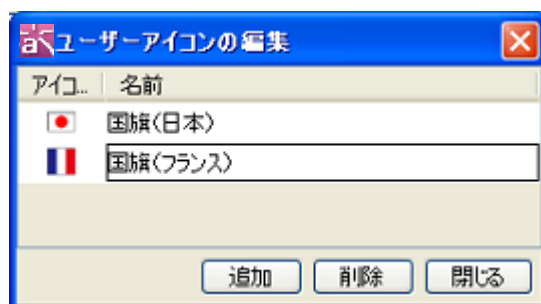 ユーザーアイコンの編集
アイコ... 名前
国旗(日本)
国旗(フランス)
追加 削除 閉じる